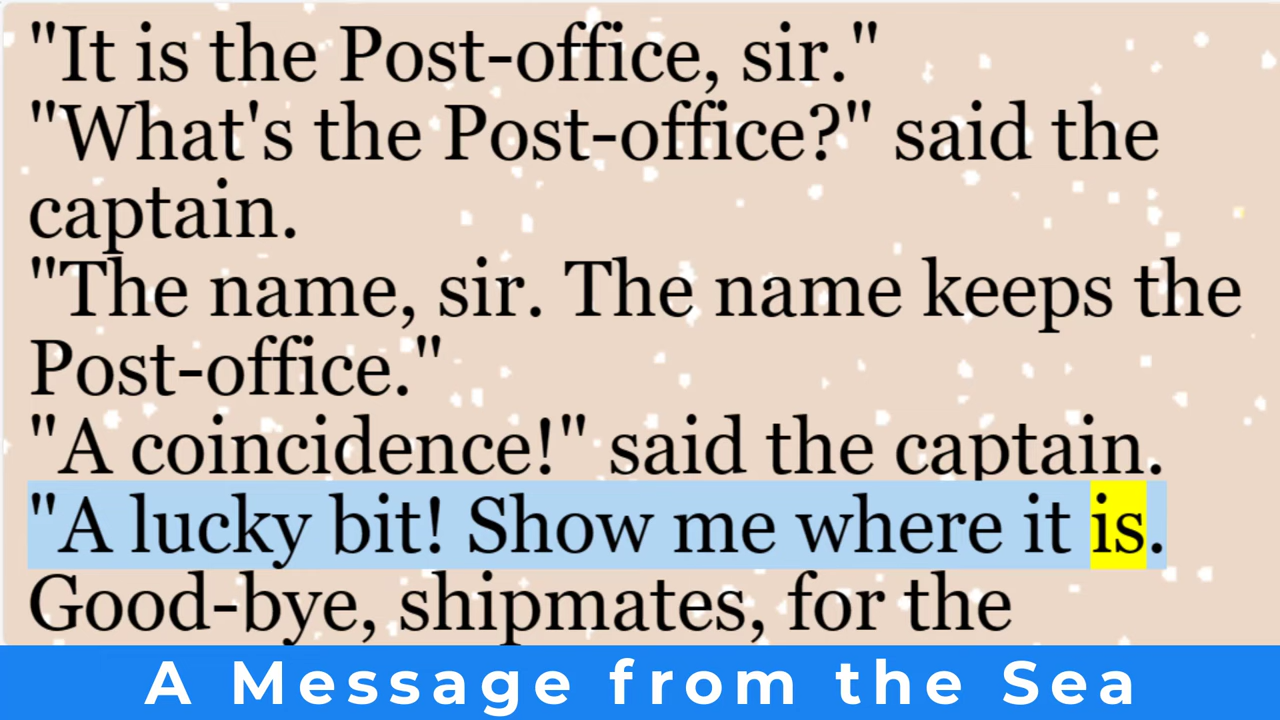 "It is the Post-office, sir."
"What's the Post-office?" said the
captain.
"The name, sir. The name keeps the
Post-office."
"A coincidence!" said the captain.
"A lucky bit! Show me where it is.
Good-bye, shipmates, for the
A Message from the Sea